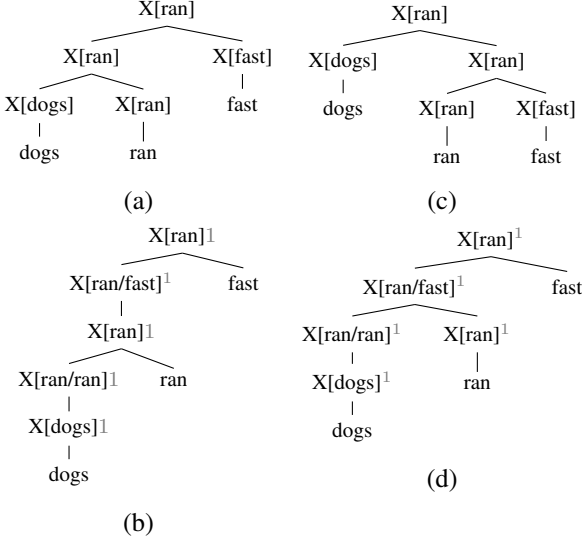 X[ran]
X[ran] X[fast]
X[dogs] X[ran] fast
dogs ran
(a)
X[ran]
X[dogs] X[ran]
dogs X[ran] X[fast]
ran fast
(c)
X[ran]1
X[ran/fast]1 fast
X[ran]1
X[ran/ran]1 ran
X[dogs]1
dogs
(b)
X[ran]1
X[ran/fast]1 fast
X[ran/ran]1 X[ran]1
X[dogs]1 ran
dogs
(d)